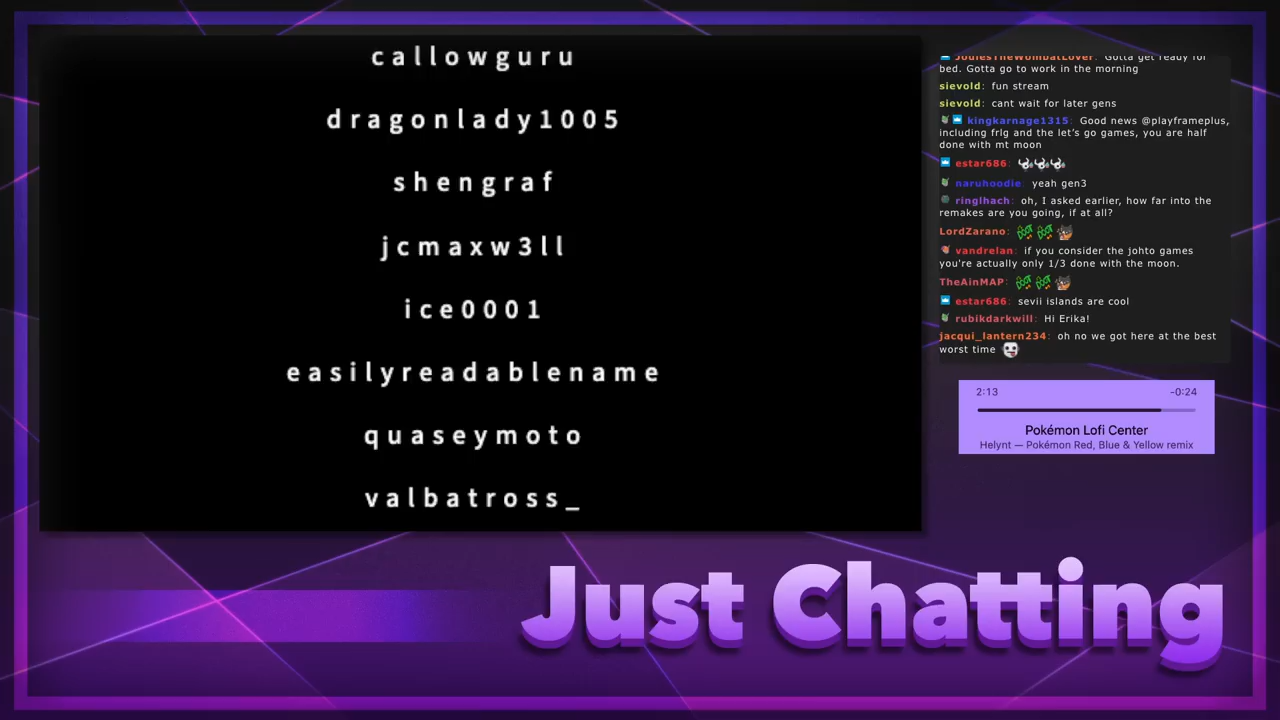 callowguru
dragonlady1005
shengraf
jcmaxw3ll
ice0001
easilyreadablename
quaseymoto
valbatross_
JoulesTheWombatLover: Gotta get ready for
bed. Gotta go to work in the morning
sievold: fun stream
sievold: cant wait for later gens
kingkarnage1315: Good news @playframeplus,
including frlg and the let's go games, you are half
done with mt moon
estar686:
naruhoodie: yeah gen3
ringlhach: oh, I asked earlier, how far into the
remakes are you going, if at all?
LordZarano:
vandrelan: if you consider the johto games
you're actually only 1/3 done with the moon.
TheAinMAP:
estar686: sevii islands are cool
rubikdarkwill: Hi Erika!
jacqui_lantern234: oh no we got here at the best
worst time
2:13 -0:24
Pokémon Lofi Center
Helynt — Pokémon Red, Blue & Yellow remix
Just Chatting